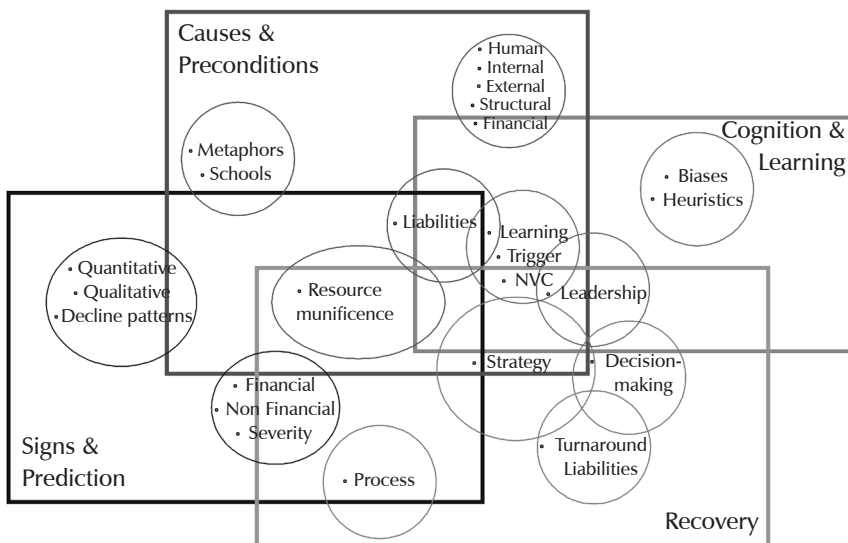 Causes &
Preconditions
• Human
• Internal
• External
• Structural
• Financial
Cognition &
Learning
• Metaphors
• Schools
• Biases
• Heuristics
• Liabilities
• Learning
• Trigger
• NVC
• Leadership
• Quantitative
• Qualitative
• Decline patterns
• Resource
munificence
• Strategy
• Decision-
making
• Financial
• Non Financial
• Severity
Signs &
Prediction
• Turnaround
Liabilities
• Process
Recovery